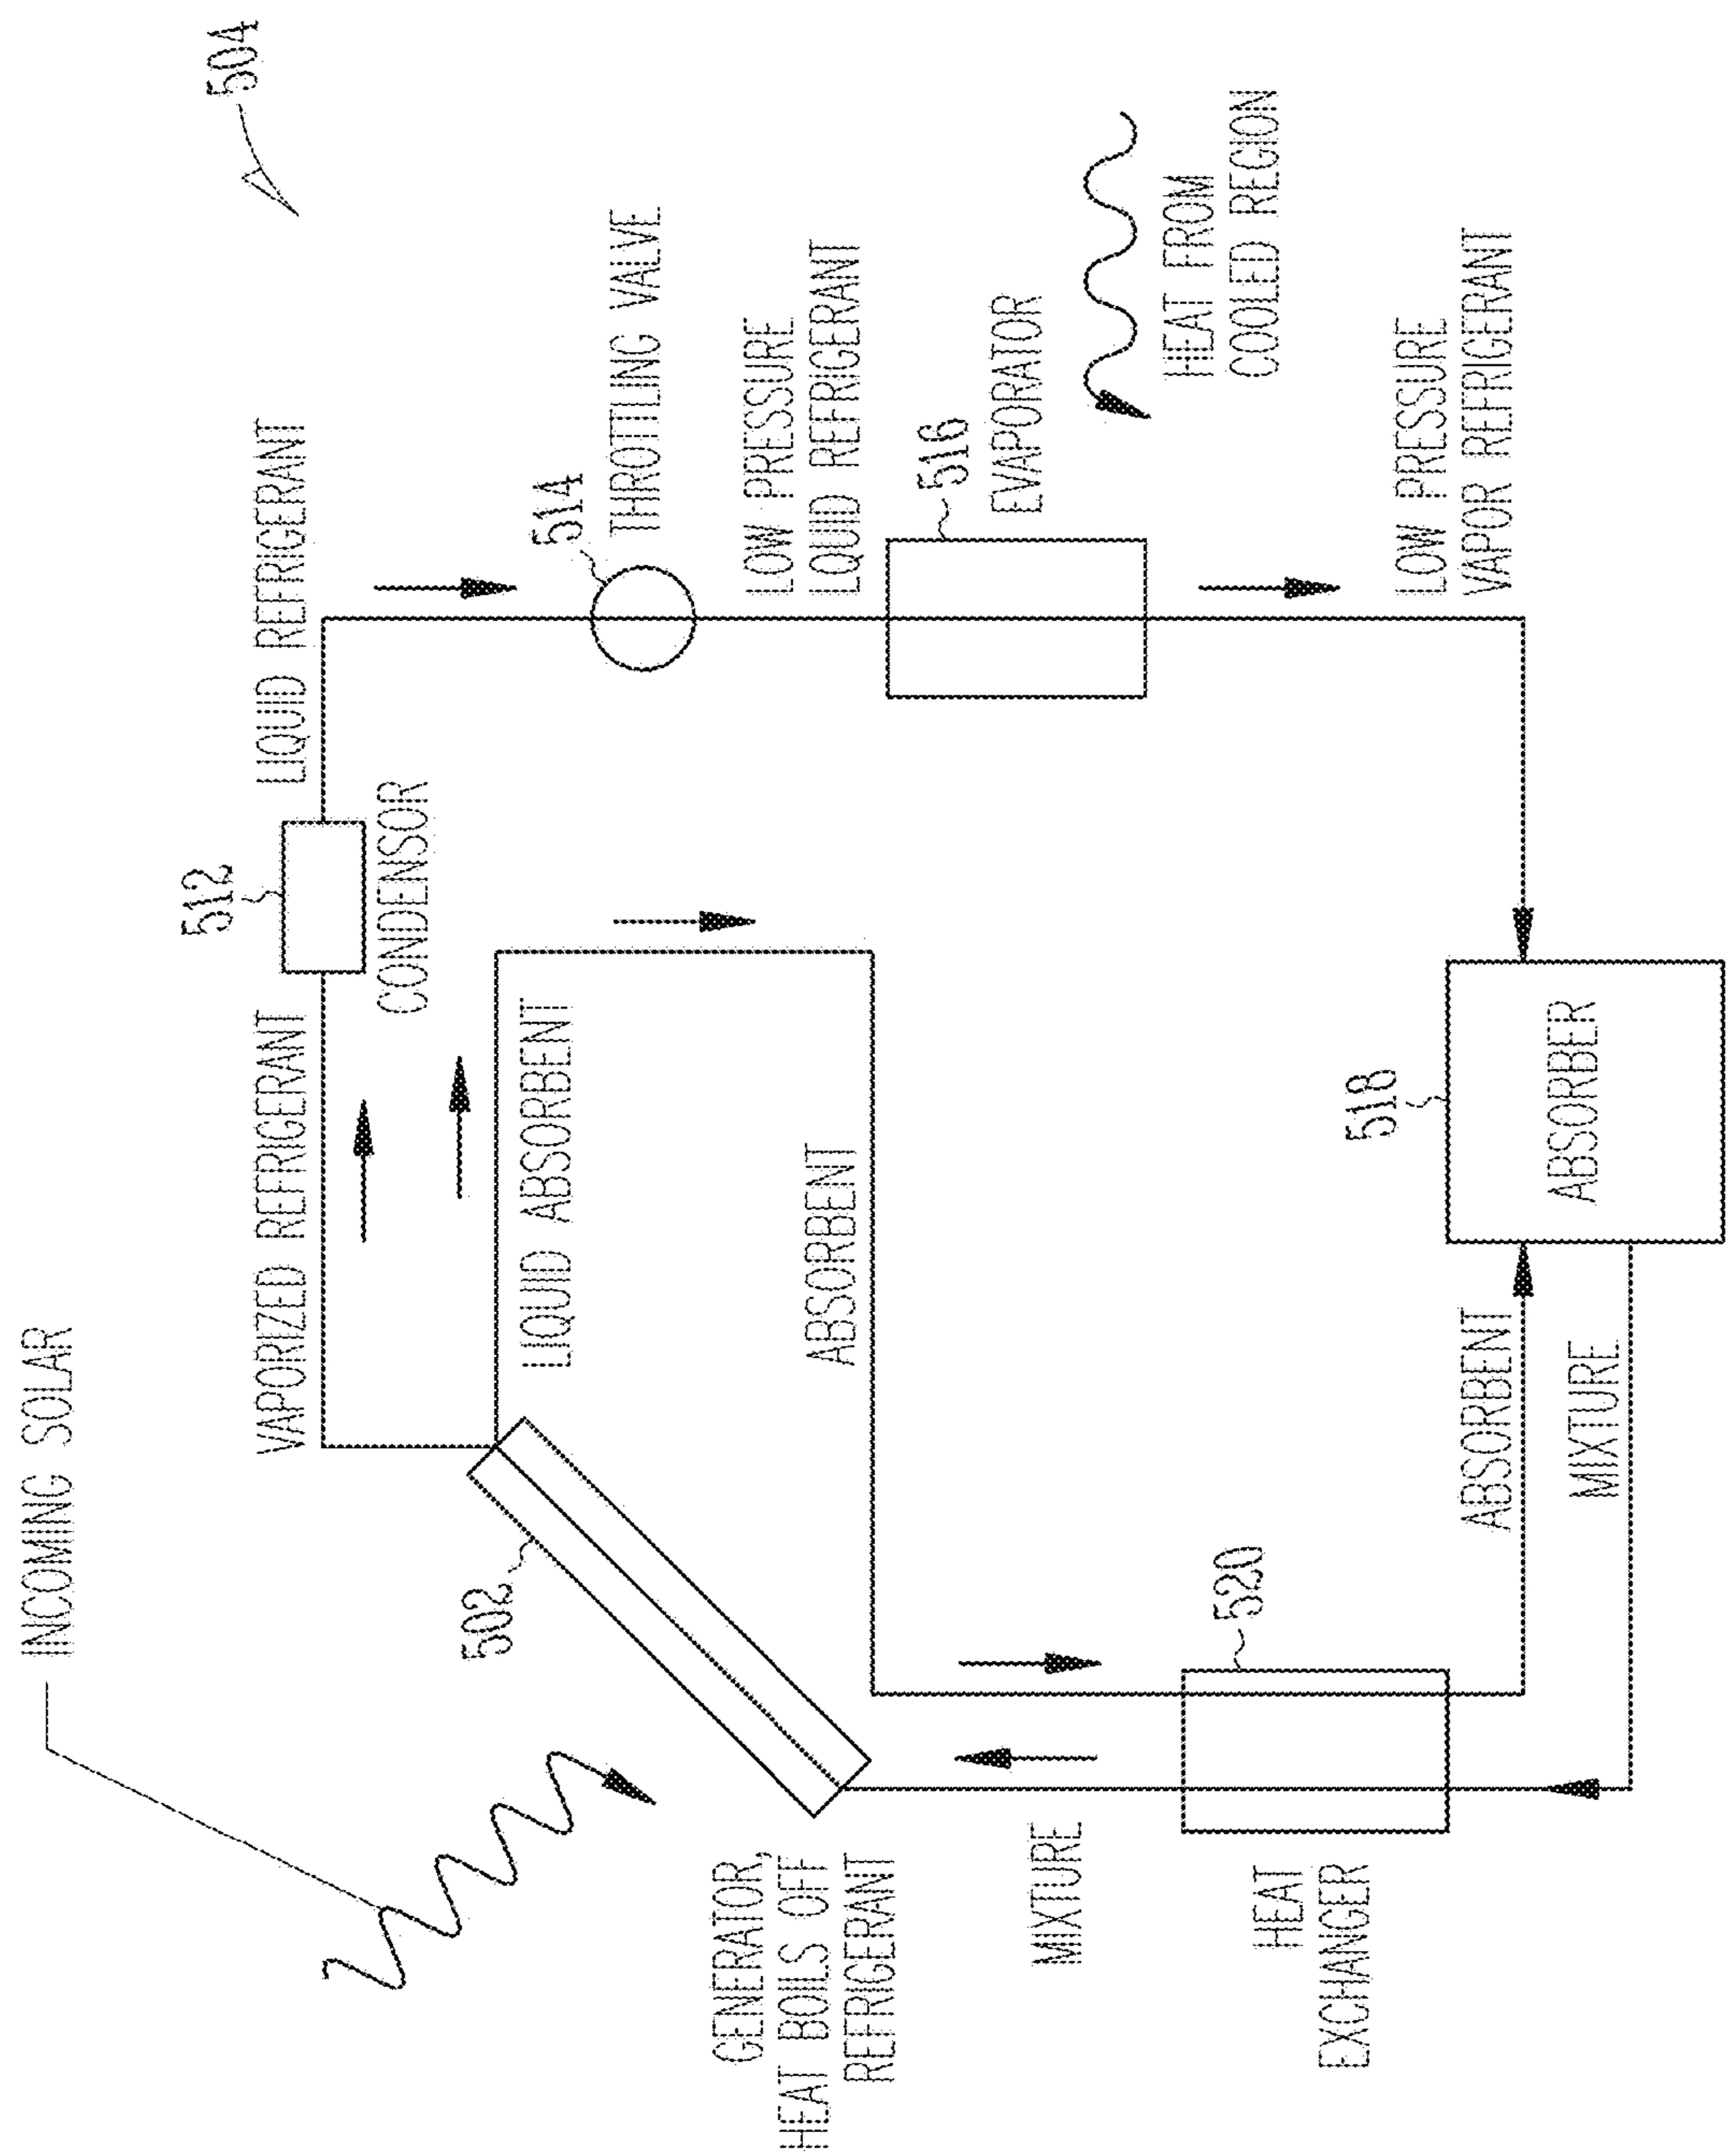 INCOMING SOLAR
504
512
VAPORIZED REFRIGERANT
LIQUID REFRIGERANT
CONDENSOR
502
LIQUID ABSORBENT
514
THROTTLING VALVE
GENERATOR,
HEAT BOILS OFF
REFRIGERANT
LOW PRESSURE
LIQUID REFRIGERANT
ABSORBENT
516
EVAPORATOR
MIXTURE
HEAT FROM
COOLED REGION
520
HEAT
EXCHANGER
518
LOW PRESSURE
VAPOR REFRIGERANT
ABSORBENT
ABSORBER
MIXTURE